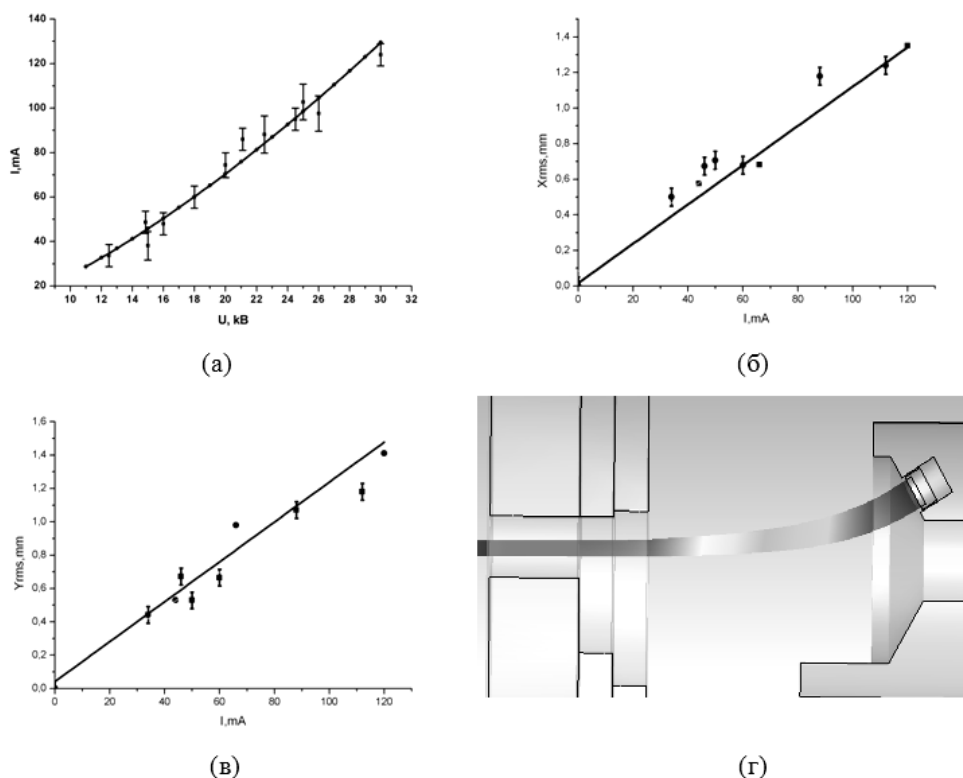 140
120
100
80
60
40
20
I,mA
10 12 14 16 18 20 22 24 26 28 30 32
U, kB
(а)
1,4
1,2
1,0
0,8
0,6
0,4
0,2
0,0
Xrms,mm
0 20 40 60 80 100 120
I,mA
(б)
1,6
1,4
1,2
1,0
0,8
0,6
0,4
0,2
0,0
Yrms,mm
0 20 40 60 80 100 120
I,mA
(в)
(г)